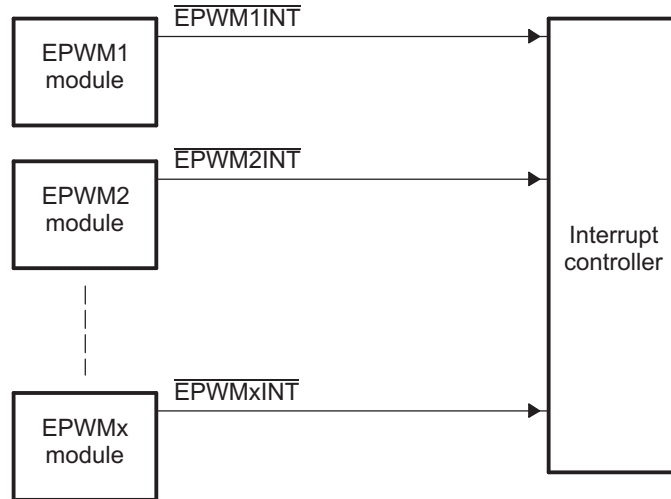 EPWM1INT
EPWM1
module
EPWM2INT
EPWM2
module
Interrupt
controller
EPWMxINT
EPWMx
module